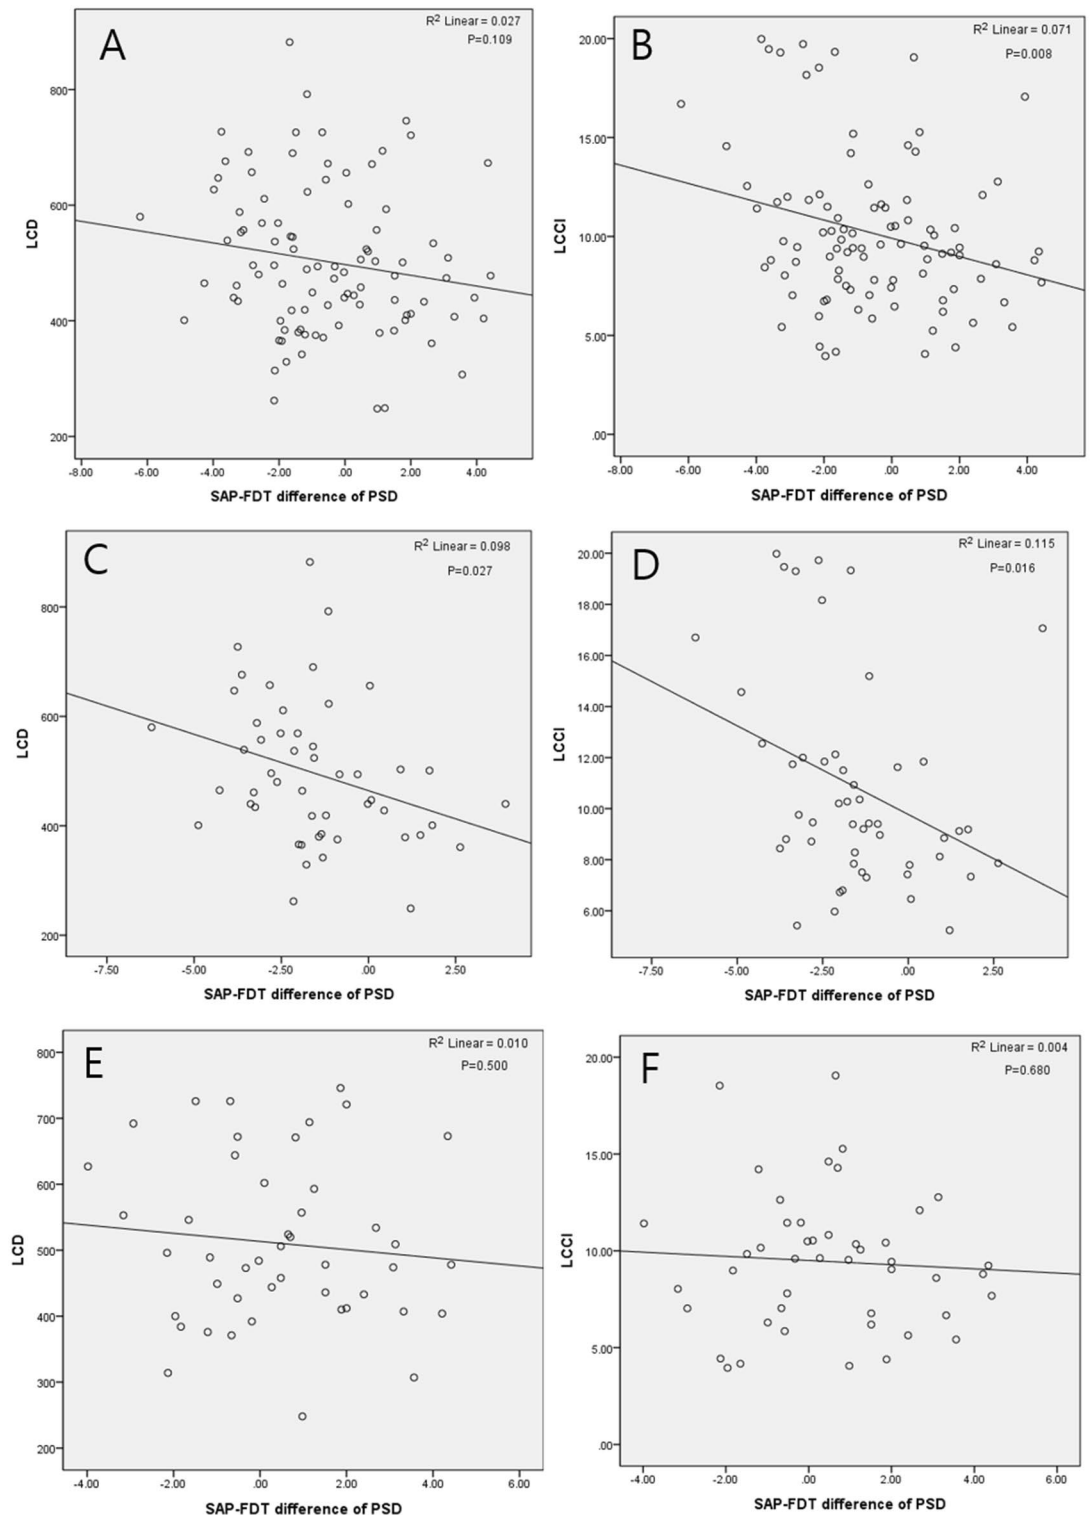 A
R² Linear = 0.027
P=0.109
800
600
400
200
LCD
-8.00 -6.00 -4.00 -2.00 .00 2.00 4.00
SAP-FDT difference of PSD
B
R² Linear = 0.071
P=0.008
20.00
15.00
10.00
5.00
.00
LCCI
-8.00 -6.00 -4.00 -2.00 .00 2.00 4.00
SAP-FDT difference of PSD
C
R² Linear = 0.098
P=0.027
800
600
400
200
LCD
-7.50 -5.00 -2.50 .00 2.50
SAP-FDT difference of PSD
D
R² Linear = 0.115
P=0.016
20.00
18.00
16.00
14.00
12.00
10.00
8.00
6.00
LCCI
-7.50 -5.00 -2.50 .00 2.50
SAP-FDT difference of PSD
E
R² Linear = 0.010
P=0.500
800
700
600
500
400
300
200
LCD
-4.00 -2.00 .00 2.00 4.00 6.00
SAP-FDT difference of PSD
F
R² Linear = 0.004
P=0.680
20.00
15.00
10.00
5.00
.00
LCCI
-4.00 -2.00 .00 2.00 4.00 6.00
SAP-FDT difference of PSD